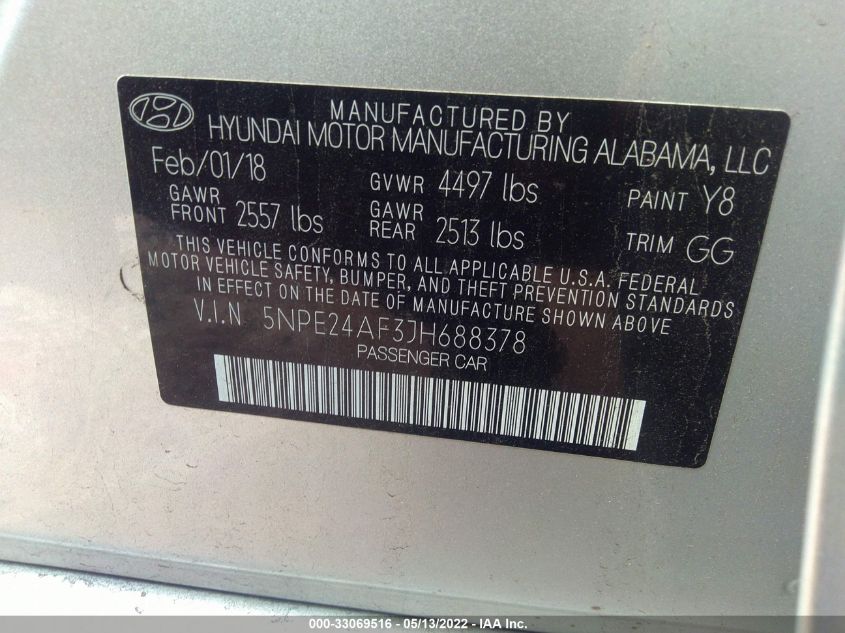 MANUFACTURED BY
HYUNDAI MOTOR MANUFACTURING ALABAMA, LLC
Feb/01/18 GVWR 4497 lbs PAINT Y8
GAWR FRONT 2557 lbs GAWR REAR 2513 lbs TRIM GG
THIS VEHICLE CONFORMS TO ALL APPLICABLE U.S.A. FEDERAL
MOTOR VEHICLE SAFETY, BUMPER, AND THEFT PREVENTION STANDARDS
IN EFFECT ON THE DATE OF MANUFACTURE SHOWN ABOVE
V.I.N 5NPE24AF3JH688378
PASSENGER CAR
000-33069516 - 05/13/2022 - IAAI.COM